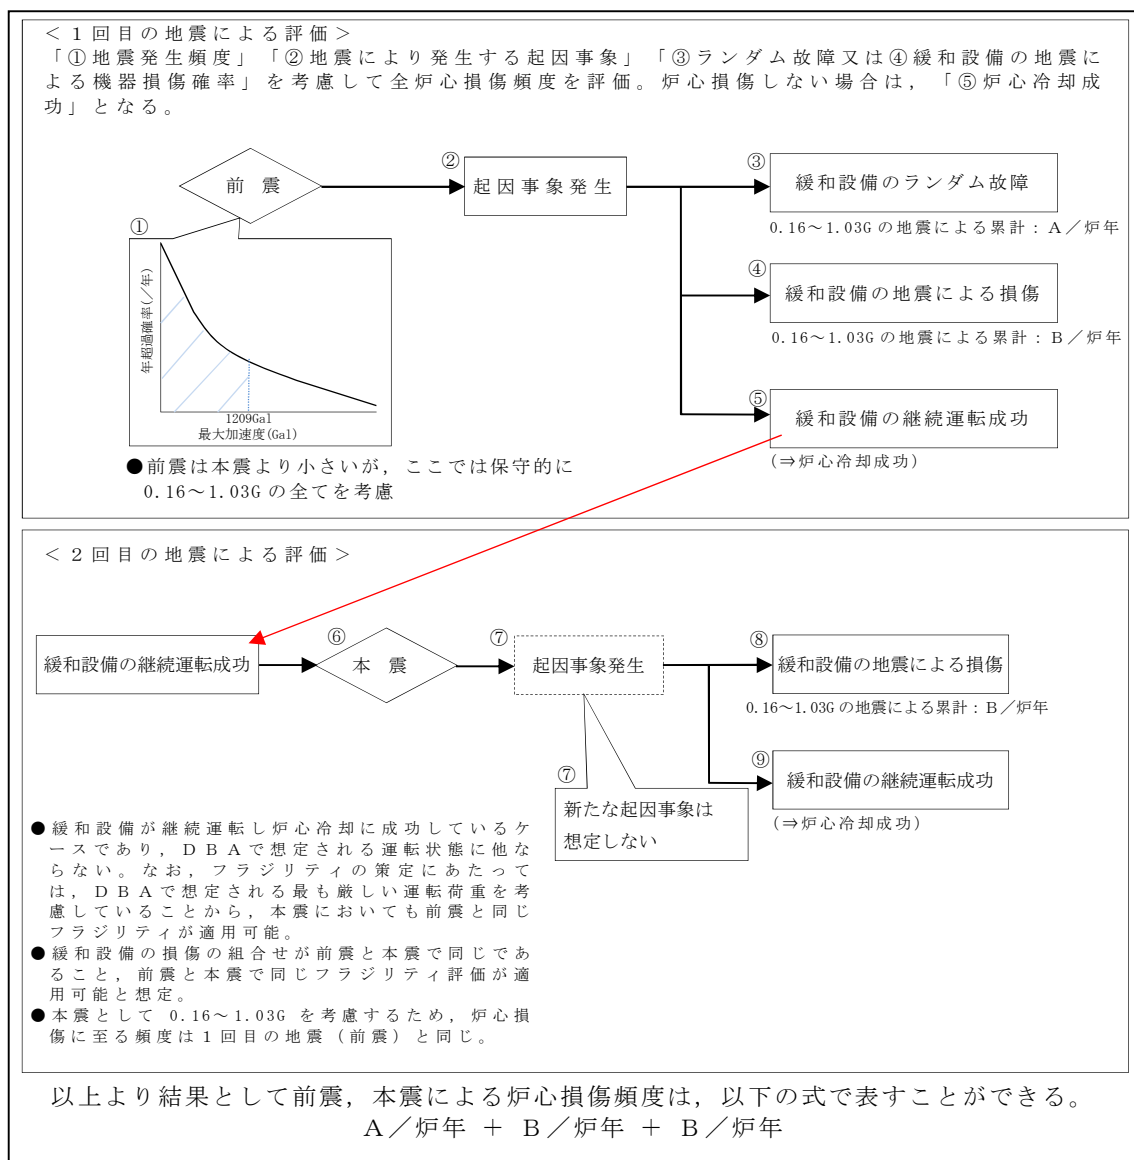 ＜１回目の地震による評価＞
「①地震発生頻度」「②地震により発生する起因事象」「③ランダム故障又は④緩和設備の地震に
よる機器損傷確率」を考慮して全炉心損傷頻度を評価。炉心損傷しない場合は，「⑤炉心冷却成
功」となる。
前 震
②
起因事象発生
③
緩和設備のランダム故障
0.16～1.03Gの地震による累計：Ａ／炉年
①
年超過確率(／年)
1209Gal
最大加速度(Gal)
④
緩和設備の地震による損傷
0.16～1.03Gの地震による累計：Ｂ／炉年
⑤
緩和設備の継続運転成功
(⇒炉心冷却成功)
●前震は本震より小さいが，ここでは保守的に
0.16～1.03Gの全てを考慮
＜２回目の地震による評価＞
緩和設備の継続運転成功
⑥
本 震
⑦
起因事象発生
⑧
緩和設備の地震による損傷
0.16～1.03Gの地震による累計：Ｂ／炉年
⑦
新たな起因事象は
想定しない
⑨
緩和設備の継続運転成功
(⇒炉心冷却成功)
●緩和設備が継続運転し炉心冷却に成功しているケ
ースであり，ＤＢＡで想定される運転状態に他な
らない。なお，フラジリティの策定にあたって
は，ＤＢＡで想定される最も厳しい運転荷重を考
慮していることから，本震においても前震と同じ
フラジリティが適用可能。
●緩和設備の損傷の組合せが前震と本震で同じであ
ること，前震と本震で同じフラジリティ評価が適
用可能と想定。
●本震として 0.16～1.03G を考慮するため，炉心損
傷に至る頻度は１回目の地震（前震）と同じ。
以上より結果として前震，本震による炉心損傷頻度は，以下の式で表すことができる。
Ａ／炉年 ＋ Ｂ／炉年 ＋ Ｂ／炉年